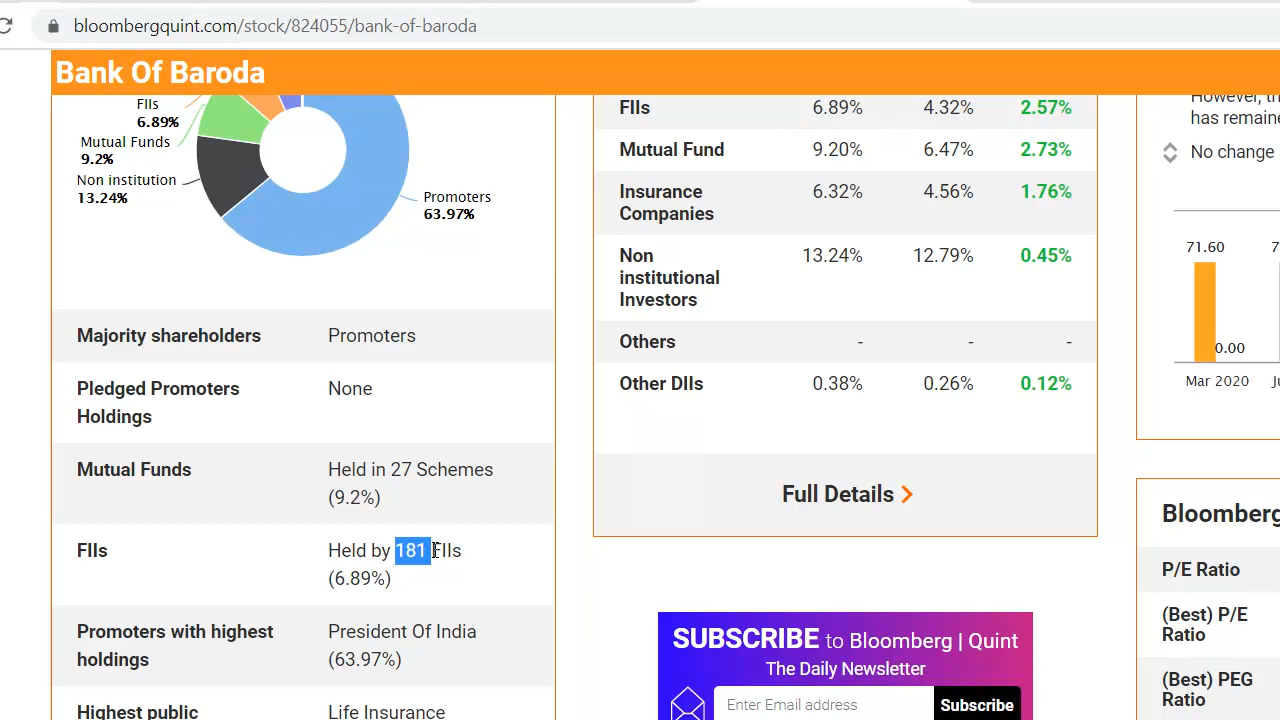 bloombergquint.com/stock/824055/bank-of-baroda
Bank Of Baroda
FIIs
6.89%
Mutual Funds
9.2%
Non institution
13.24%
Promoters
63.97%
Majority shareholders Promoters
Pledged Promoters Holdings None
Mutual Funds Held in 27 Schemes
(9.2%)
FIIs Held by 181 FIIs
(6.89%)
Promoters with highest holdings President Of India
(63.97%)
Highest public Life Insurance
FIIs 6.89% 4.32% 2.57%
Mutual Fund 9.20% 6.47% 2.73%
Insurance
Companies 6.32% 4.56% 1.76%
Non
institutional
Investors 13.24% 12.79% 0.45%
Others - - -
Other DIIs 0.38% 0.26% 0.12%
Full Details
SUBSCRIBE to Bloomberg | Quint
The Daily Newsletter
Enter Email address Subscribe
has remaine
No change
71.60
0.00
Mar 2020
Bloomberg
P/E Ratio
(Best) P/E
Ratio
(Best) PEG
Ratio